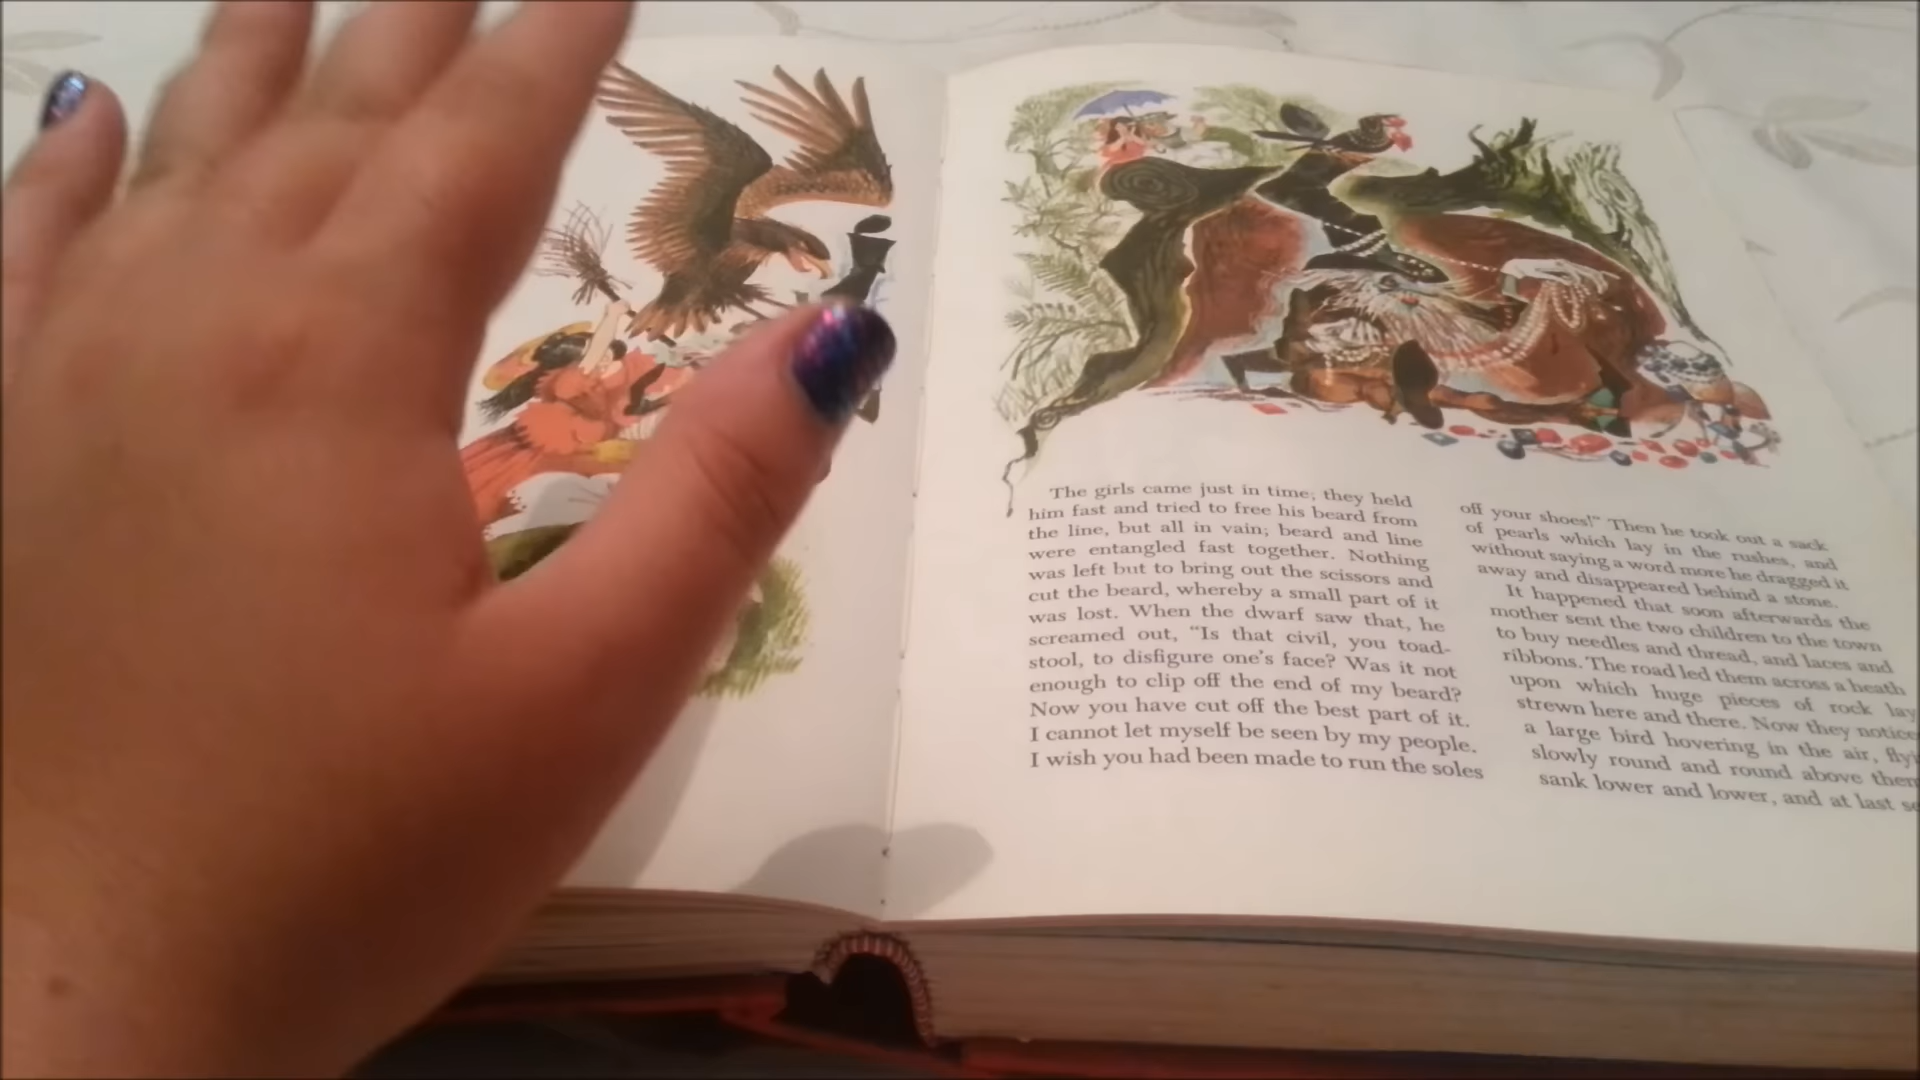 The girls came just in time; they held
him fast and tried to free his beard from
the line, but all in vain; beard and line
were entangled fast together. Nothing
was left but to bring out the scissors and
cut the beard, whereby a small part of it
was lost. When the dwarf saw that, he
screamed out, "Is that civil, you toad-
stool, to disfigure one's face? Was it not
enough to clip off the end of my beard?
Now you have cut off the best part of it.
I cannot let myself be seen by my people.
I wish you had been made to run the soles
off your shoes!" Then he took out a sack
of pearls which lay in the rushes, and
without saying a word more he dragged it
away and disappeared behind a stone.
It happened that soon afterwards the
mother sent the two children to the town
to buy needles and thread, and laces and
ribbons. The road led them across a heath
upon which huge pieces of rock lay
strewn here and there. Now they notice
a large bird hovering in the air, flyi
slowly round and round above them
sank lower and lower, and at last se